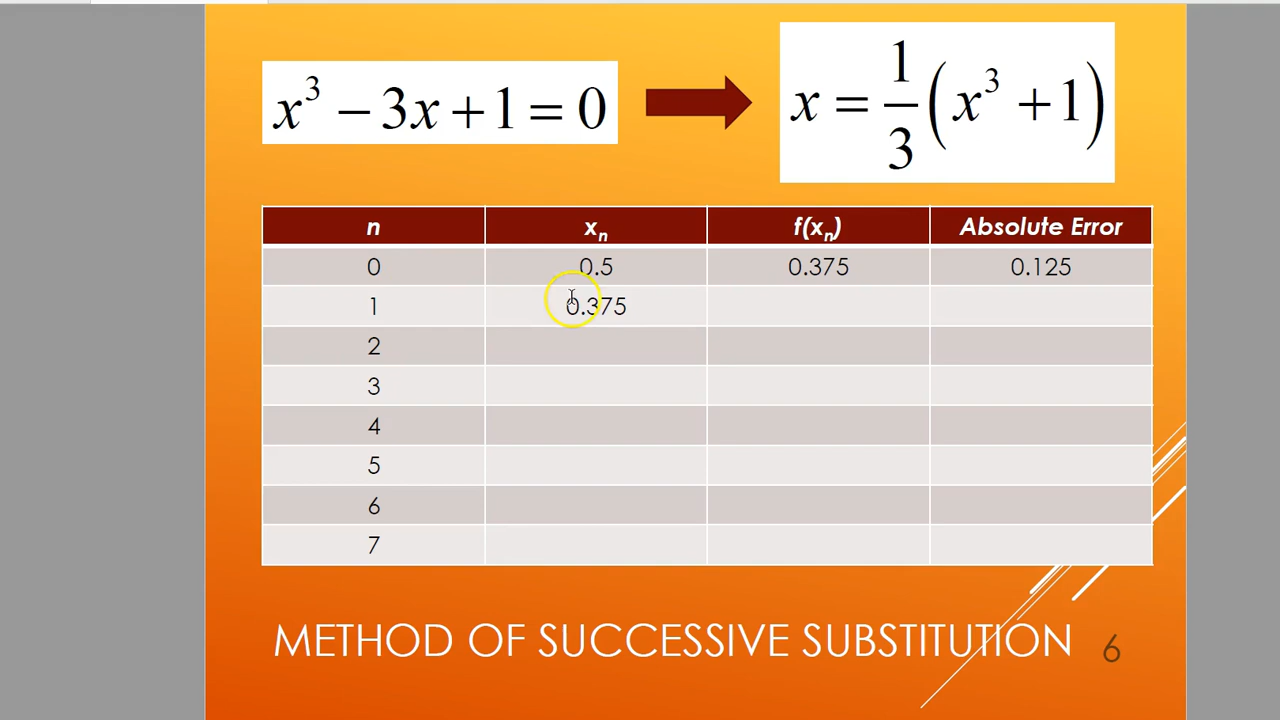 x³ − 3x + 1 = 0
x = 1/3 (x³ + 1)
n xₙ f(xₙ) Absolute Error
0 0.5 0.375 0.125
1 0.375
2
3
4
5
6
7
METHOD OF SUCCESSIVE SUBSTITUTION 6